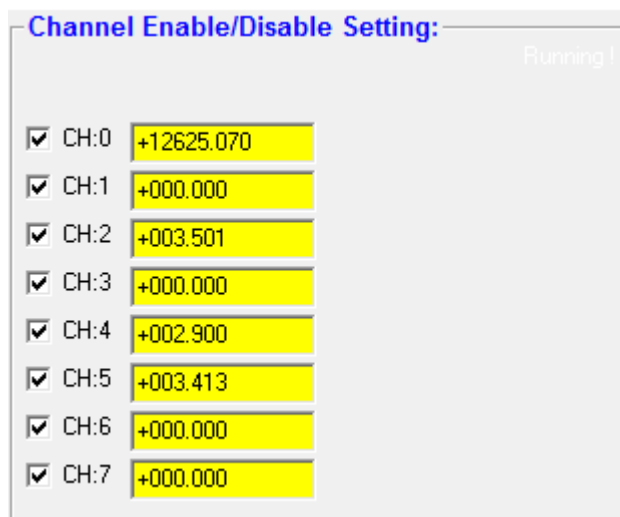 Channel Enable/Disable Setting:
Running !
CH:0 +12625.070
CH:1 +000.000
CH:2 +003.501
CH:3 +000.000
CH:4 +002.900
CH:5 +003.413
CH:6 +000.000
CH:7 +000.000